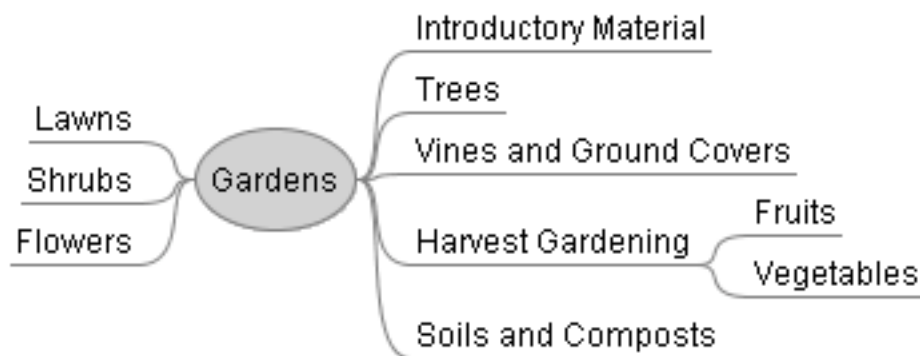 Introductory Material
Trees
Lawns
Vines and Ground Covers
Shrubs
Gardens
Fruits
Flowers
Harvest Gardening
Vegetables
Soils and Composts